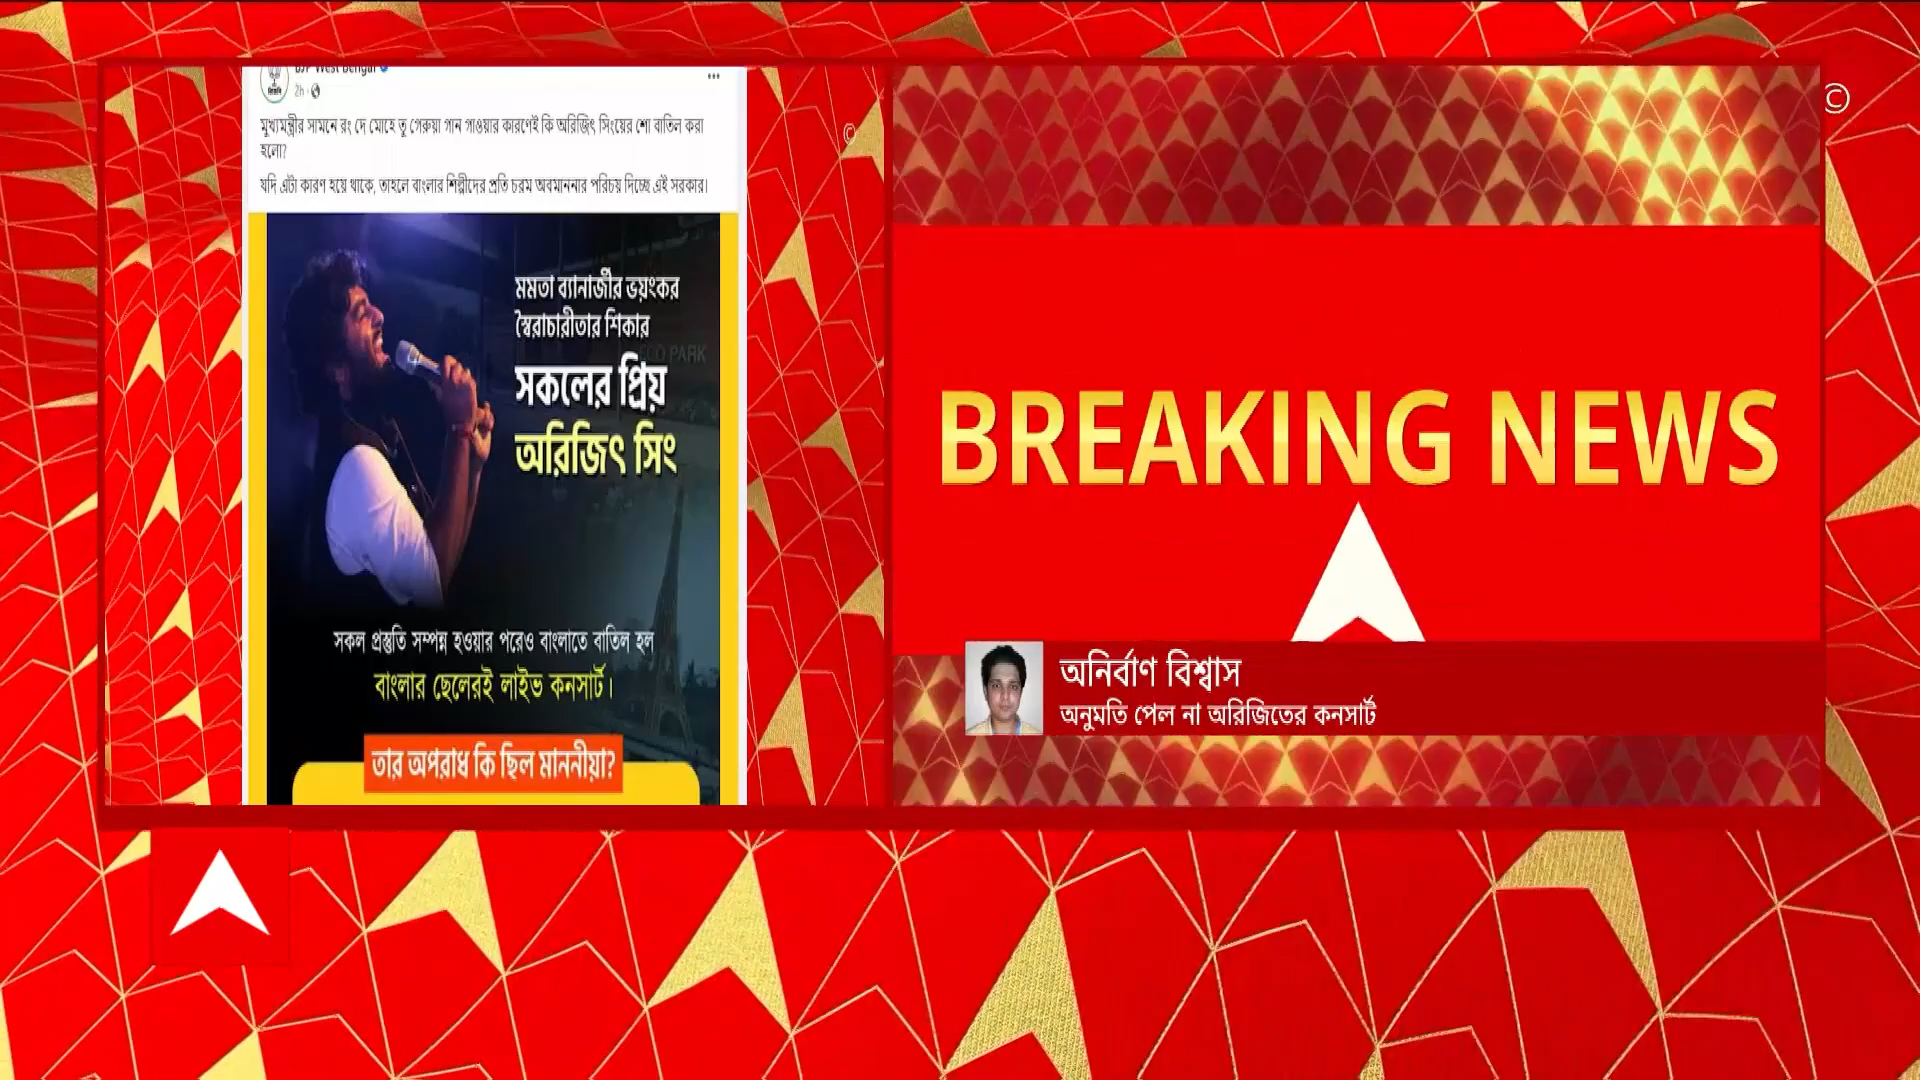 BJP West Bengal
2h
মুখ্যমন্ত্রীর সামনে রং দে মোহে তু গেরুয়া গান গাওয়ার কারণেই কি অরিজিৎ সিংয়ের শো বাতিল করা
হলো?
যদি এটা কারণ হয়ে থাকে, তাহলে বাংলার শিল্পীদের প্রতি চরম অবমাননার পরিচয় দিচ্ছে এই সরকার।
মমতা ব্যানার্জীর ভয়ংকর
স্বৈরাচারীতার শিকার
ECO PARK
সকলের প্রিয়
অরিজিৎ সিং
সকল প্রস্তুতি সম্পন্ন হওয়ার পরেও বাংলাতে বাতিল হল
বাংলার ছেলেরই লাইভ কনসার্ট।
তার অপরাধ কি ছিল মাননীয়া?
©
©
BREAKING NEWS
অনির্বাণ বিশ্বাস
অনুমতি পেল না অরিজিতের কনসার্ট